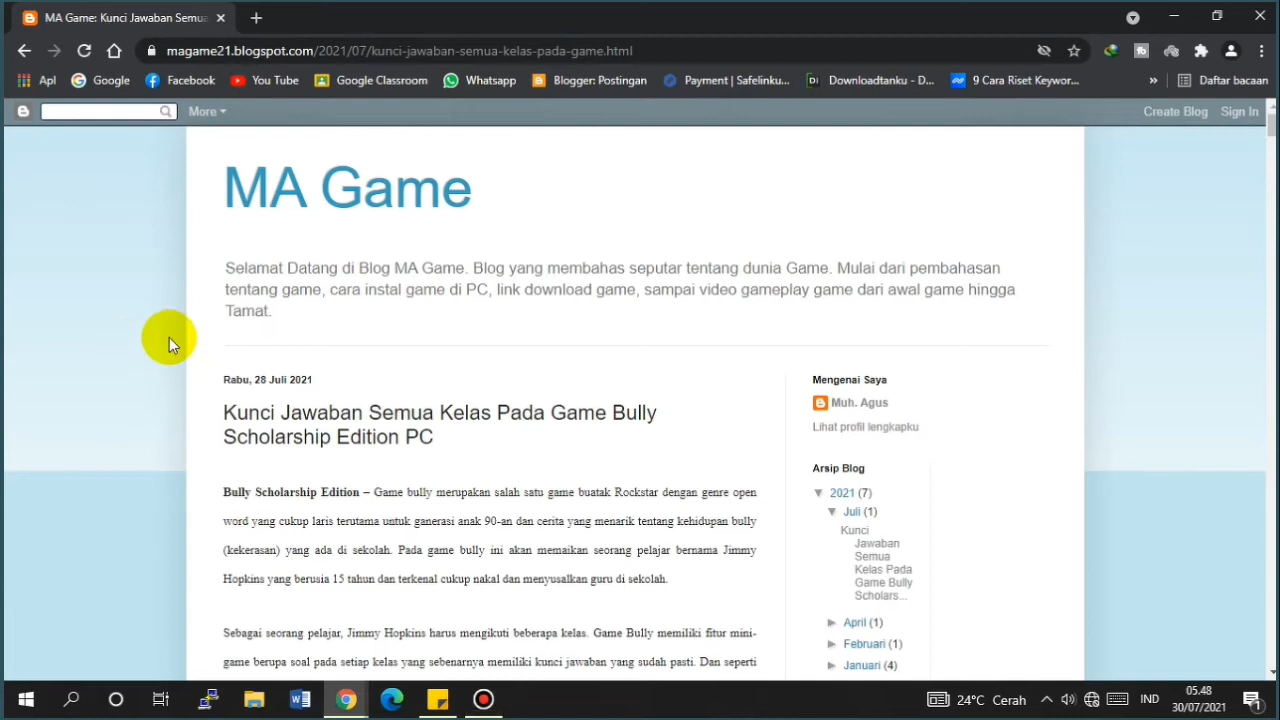 MA Game: Kunci Jawaban Semua
magame21.blogspot.com/2021/07/kunci-jawaban-semua-kelas-pada-game.html
Apl Google Facebook You Tube Google Classroom Whatsapp Blogger: Postingan Payment | Safelinku... Downloadtanku - D... 9 Cara Riset Keywor... » Daftar bacaan
More Create Blog Sign In
MA Game
Selamat Datang di Blog MA Game. Blog yang membahas seputar tentang dunia Game. Mulai dari pembahasan
tentang game, cara instal game di PC, link download game, sampai video gameplay game dari awal game hingga
Tamat.
Rabu, 28 Juli 2021
Kunci Jawaban Semua Kelas Pada Game Bully
Scholarship Edition PC
Bully Scholarship Edition – Game bully merupakan salah satu game buatak Rockstar dengan genre open
word yang cukup laris terutama untuk ganerasi anak 90-an dan cerita yang menarik tentang kehidupan bully
(kekerasan) yang ada di sekolah. Pada game bully ini akan memaikan seorang pelajar bernama Jimmy
Hopkins yang berusia 15 tahun dan terkenal cukup nakal dan menyusalkan guru di sekolah.
Sebagai seorang pelajar, Jimmy Hopkins harus mengikuti beberapa kelas. Game Bully memiliki fitur mini-
game berupa soal pada setiap kelas yang sebenarnya memiliki kunci jawaban yang sudah pasti. Dan seperti
Mengenai Saya
Muh. Agus
Lihat profil lengkapku
Arsip Blog
▼ 2021 (7)
▼ Juli (1)
Kunci
Jawaban
Semua
Kelas Pada
Game Bully
Scholars...
► April (1)
► Februari (1)
► Januari (4)
24°C Cerah IND 05.48
30/07/2021
1